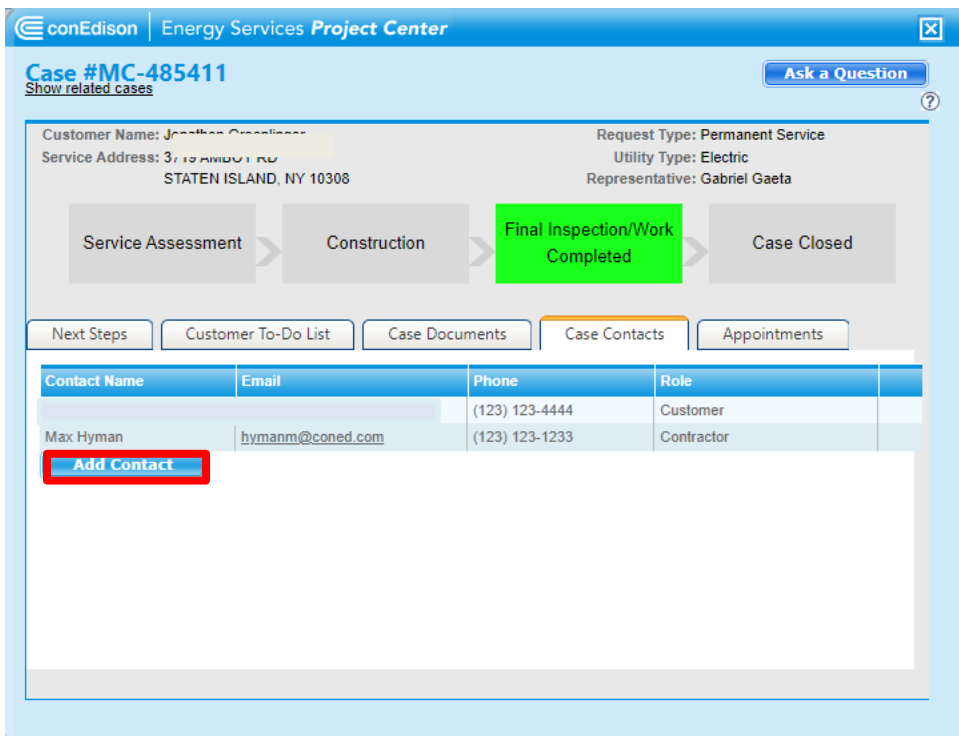 conEdison Energy Services Project Center
Case #MC-485411
Ask a Question
Show related cases
?
Customer Name:
Request Type: Permanent Service
Service Address:
Utility Type: Electric
STATEN ISLAND, NY 10308
Representative: Gabriel Gaeta
Service Assessment
Construction
Final Inspection/Work
Completed
Case Closed
Next Steps
Customer To-Do List
Case Documents
Case Contacts
Appointments
Contact Name Email Phone Role
(123) 123-4444 Customer
Max Hyman hymanm@coned.com (123) 123-1233 Contractor
Add Contact